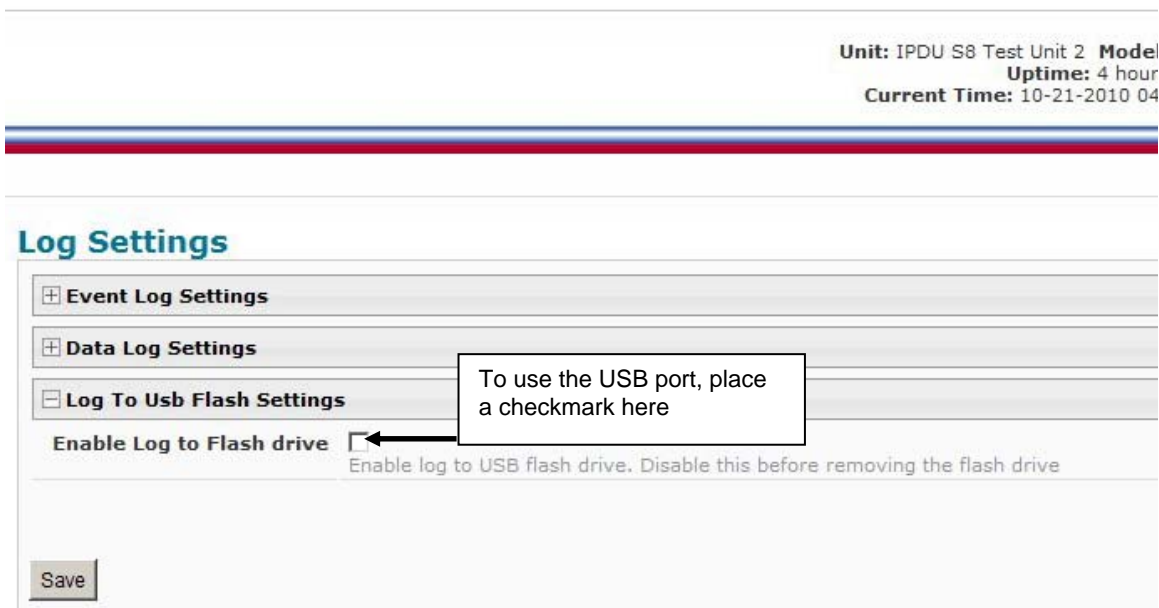 Unit: IPDU S8 Test Unit 2 Model
Uptime: 4 hour
Current Time: 10-21-2010 04
Log Settings
Event Log Settings
Data Log Settings
Log To Usb Flash Settings
To use the USB port, place
a checkmark here
Enable Log to Flash drive
Enable log to USB flash drive. Disable this before removing the flash drive
Save